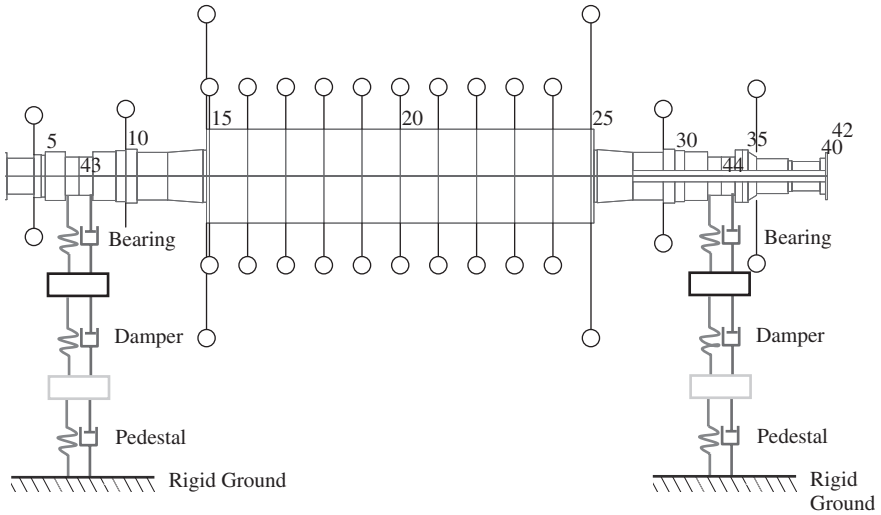 15
20
25
5
10
30
35
42
40
43
44
Bearing
Bearing
Damper
Damper
Pedestal
Pedestal
Rigid Ground
Rigid
Ground